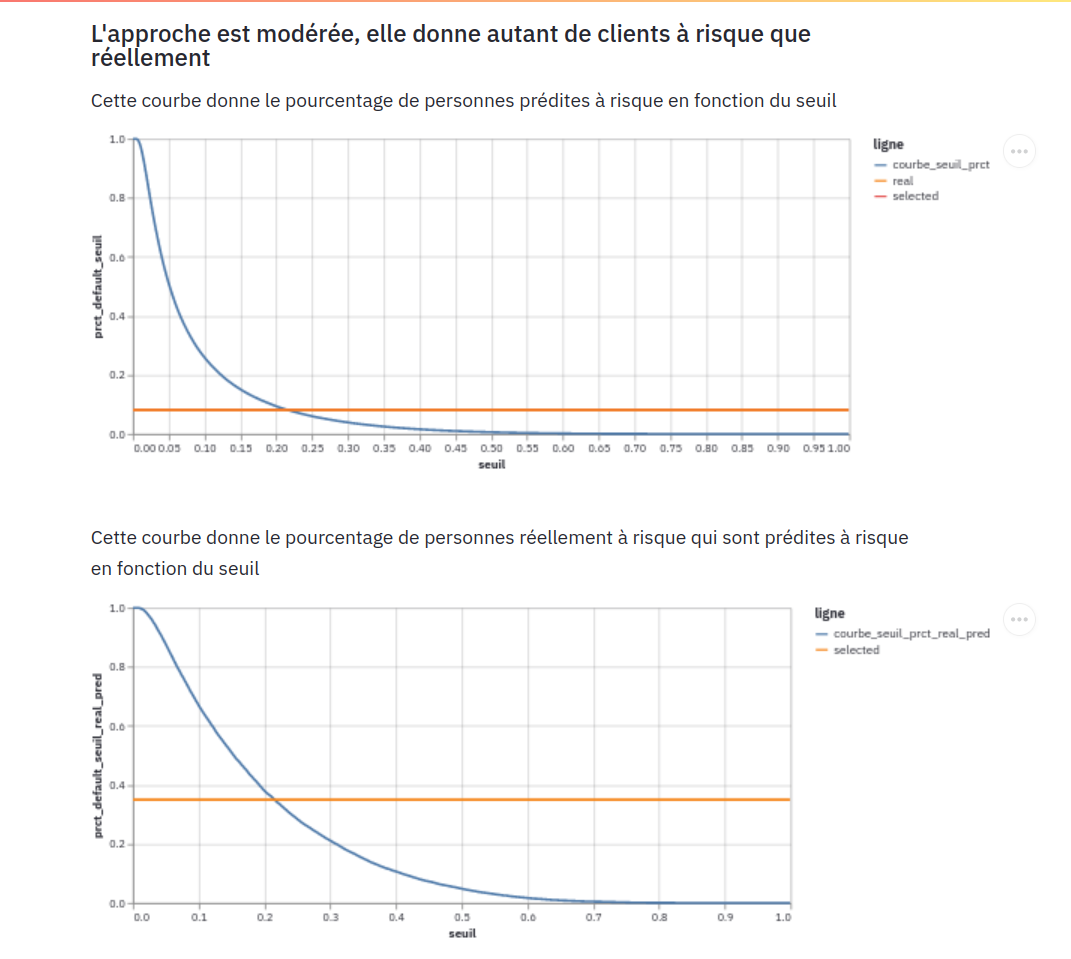 L'approche est modérée, elle donne autant de clients à risque que
réellement
Cette courbe donne le pourcentage de personnes prédites à risque en fonction du seuil
ligne
courbe_seuil_prct
real
selected
prct_default_seuil
1.0
0.8
0.6
0.4
0.2
0.0
0.00 0.05 0.10 0.15 0.20 0.25 0.30 0.35 0.40 0.45 0.50 0.55 0.60 0.65 0.70 0.75 0.80 0.85 0.90 0.95 1.00
seuil
Cette courbe donne le pourcentage de personnes réellement à risque qui sont prédites à risque
en fonction du seuil
ligne
courbe_seuil_prct_real_pred
selected
prct_default_seuil_real_pred
1.0
0.8
0.6
0.4
0.2
0.0
0.0 0.1 0.2 0.3 0.4 0.5 0.6 0.7 0.8 0.9 1.0
seuil